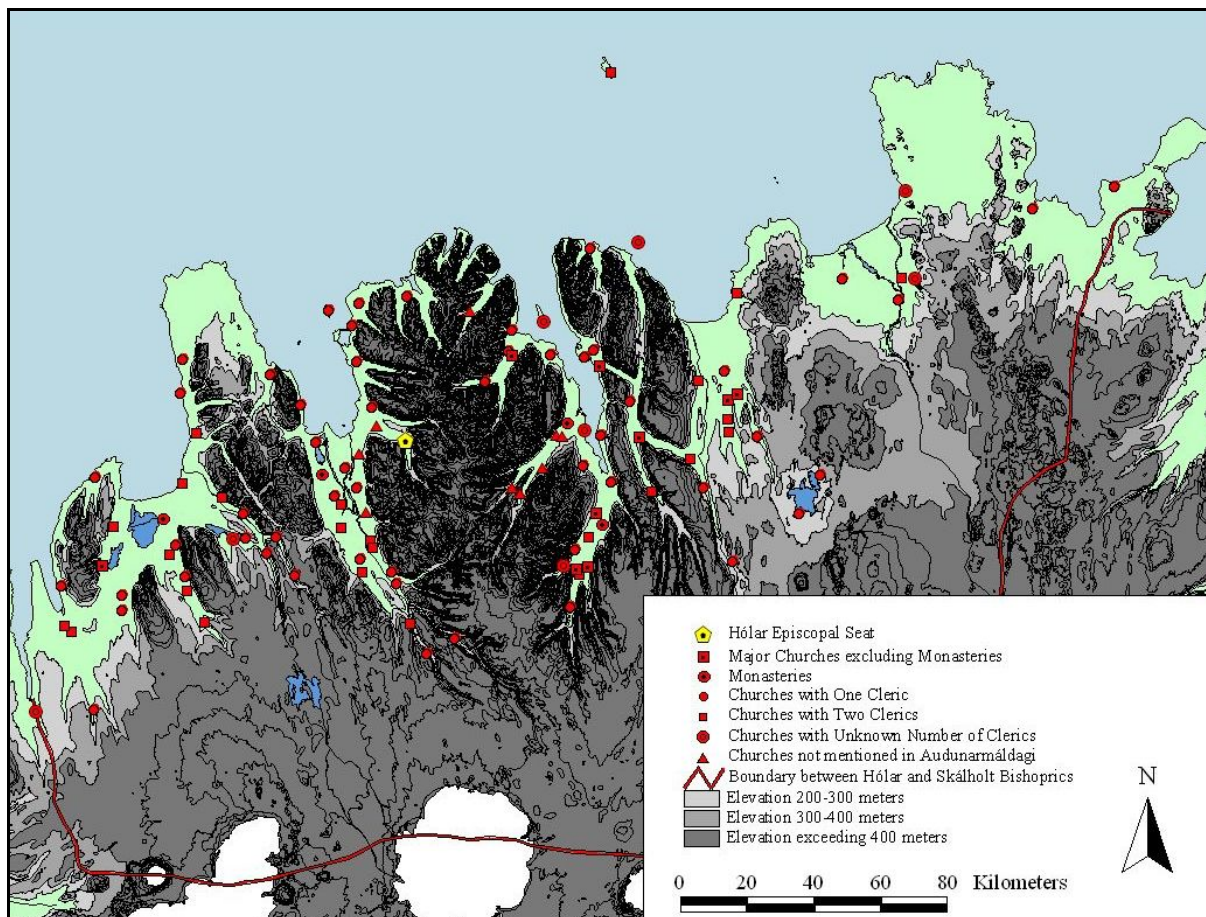 Hólar Episcopal Seat
Major Churches excluding Monasteries
Monasteries
Churches with One Cleric
Churches with Two Clerics
Churches with Unknown Number of Clerics
Churches not mentioned in Audunarmáldagi
Boundary between Hólar and Skálholt Bishoprics
Elevation 200-300 meters
Elevation 300-400 meters
Elevation exceeding 400 meters
N
0 20 40 60 80 Kilometers